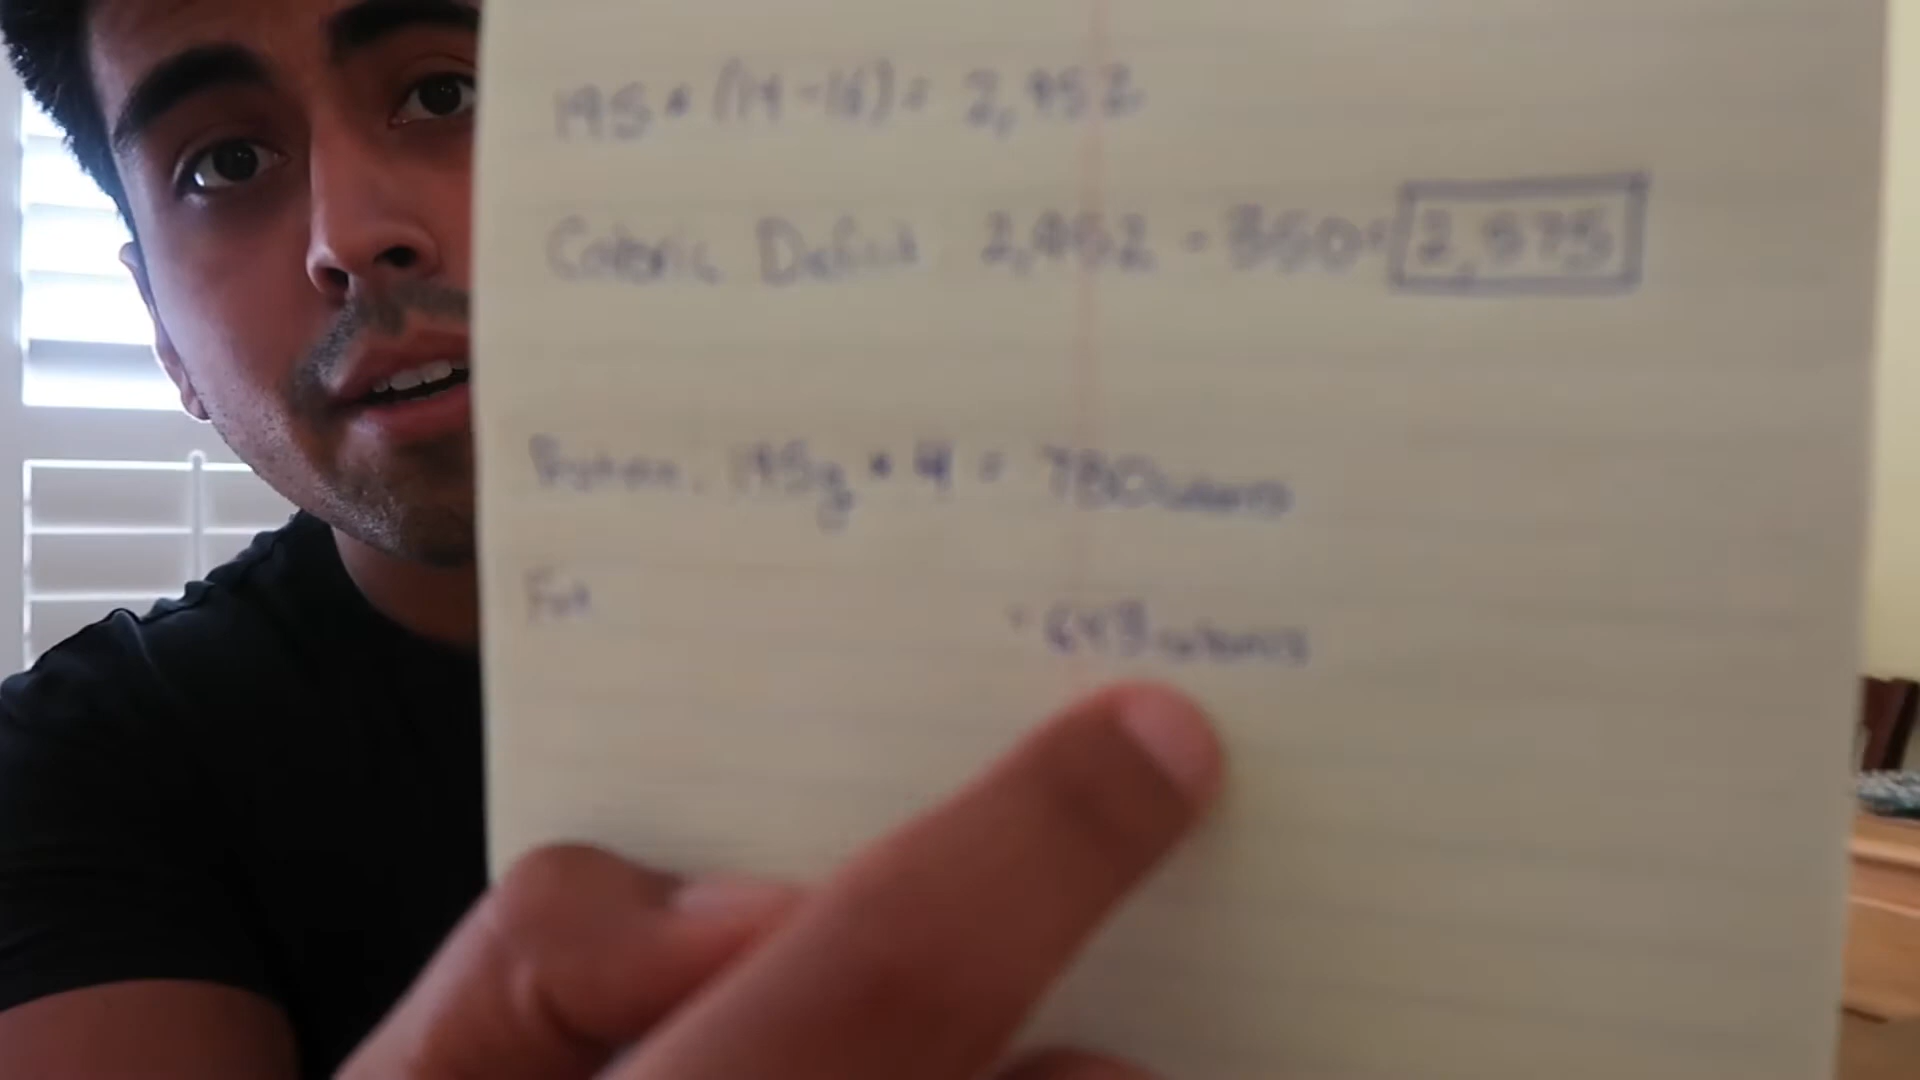 195 * (14-16) = 2,952
Caloric Deficit 2,952 - 350 = 2,575
Protein: 195g * 4 = 780 calories
Fat = 643 calories